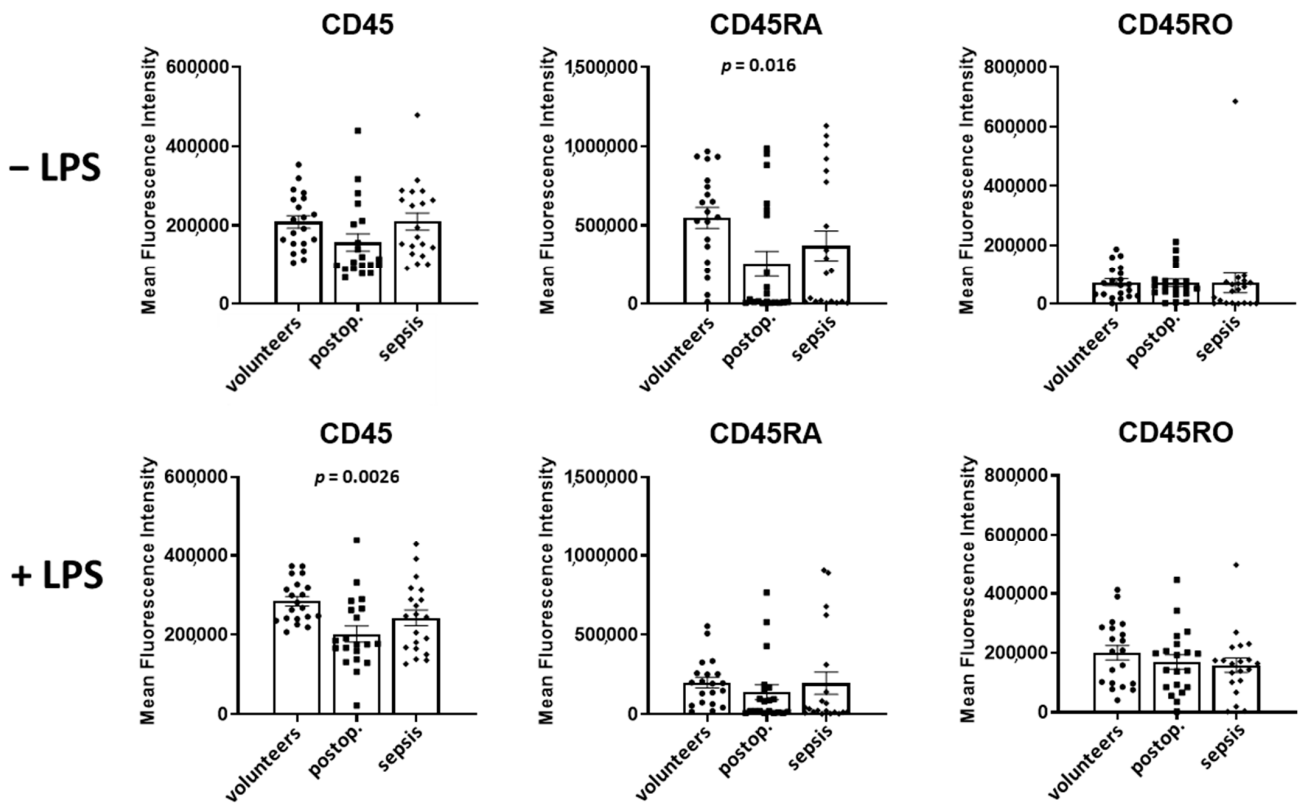 CD45
CD45RA
CD45RO
– LPS
Mean Fluorescence Intensity
600,000
400,000
200,000
0
volunteers
postop.
sepsis
Mean Fluorescence Intensity
1,500,000
1,000,000
500,000
0
p = 0.016
volunteers
postop.
sepsis
Mean Fluorescence Intensity
800,000
600,000
400,000
200,000
0
volunteers
postop.
sepsis
CD45
CD45RA
CD45RO
+ LPS
Mean Fluorescence Intensity
600,000
400,000
200,000
0
p = 0.0026
volunteers
postop.
sepsis
Mean Fluorescence Intensity
1,500,000
1,000,000
500,000
0
volunteers
postop.
sepsis
Mean Fluorescence Intensity
800,000
600,000
400,000
200,000
0
volunteers
postop.
sepsis